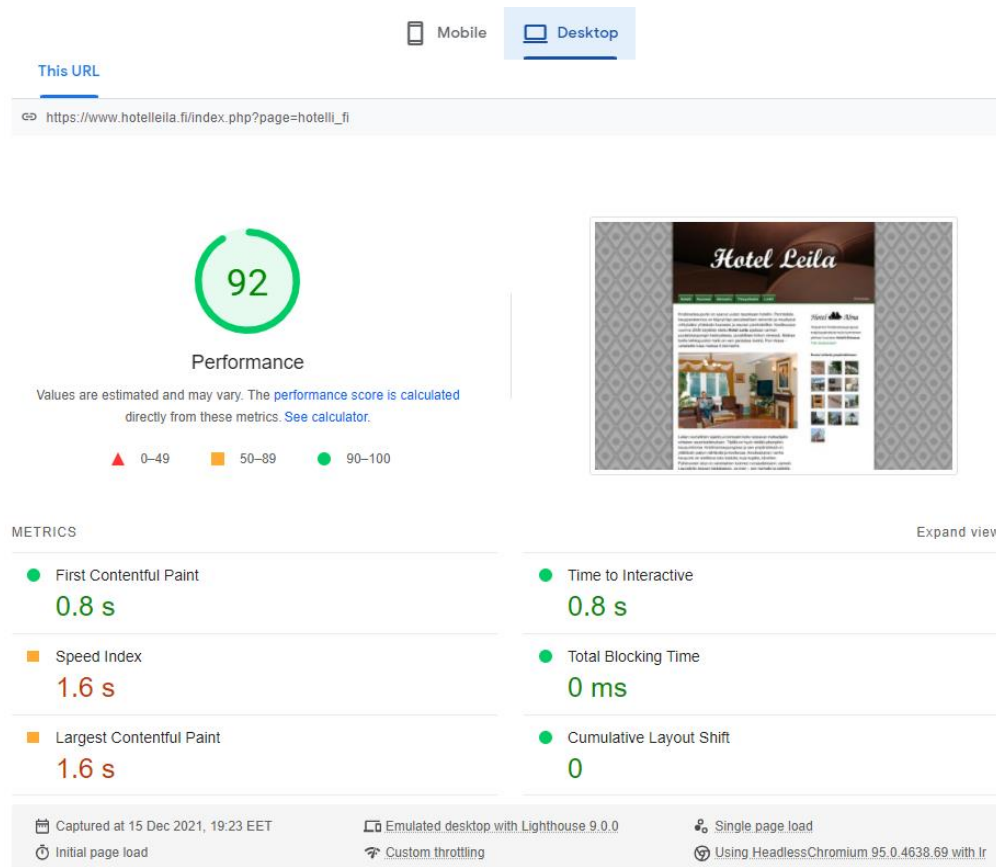 Mobile
Desktop
This URL
https://www.hotelleila.fi/index.php?page=hotelli_fi
92
Performance
Values are estimated and may vary. The performance score is calculated
directly from these metrics. See calculator.
0–49
50–89
90–100
Hotel Leila
Hotel Alma
METRICS
Expand view
First Contentful Paint
0.8 s
Time to Interactive
0.8 s
Speed Index
1.6 s
Total Blocking Time
0 ms
Largest Contentful Paint
1.6 s
Cumulative Layout Shift
0
Captured at 15 Dec 2021, 19:23 EET
Emulated desktop with Lighthouse 9.0.0
Single page load
Initial page load
Custom throttling
Using HeadlessChromium 95.0.4638.69 with lr